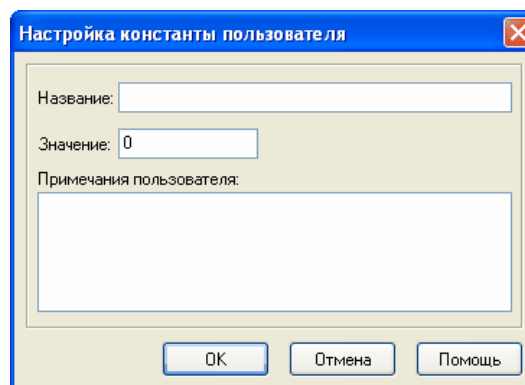 Настройка константы пользователя
Название:
Значение: 0
Примечания пользователя:
OK Отмена Помощь